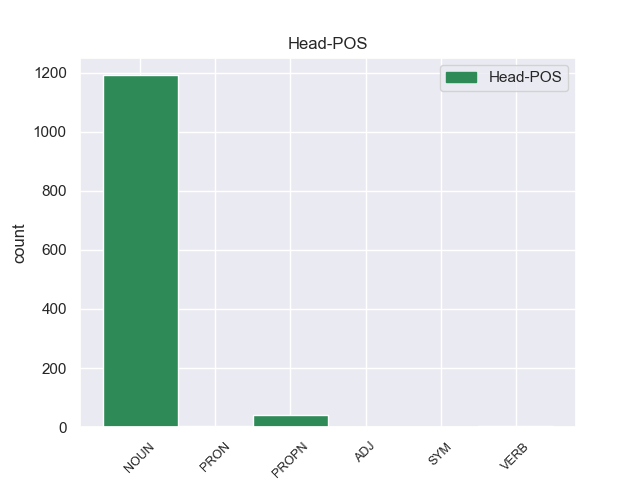 Head-POS
Head-POS
1200
1000
800
600
400
200
0
count
NOUN
PRON
PROPN
ADJ
SYM
VERB